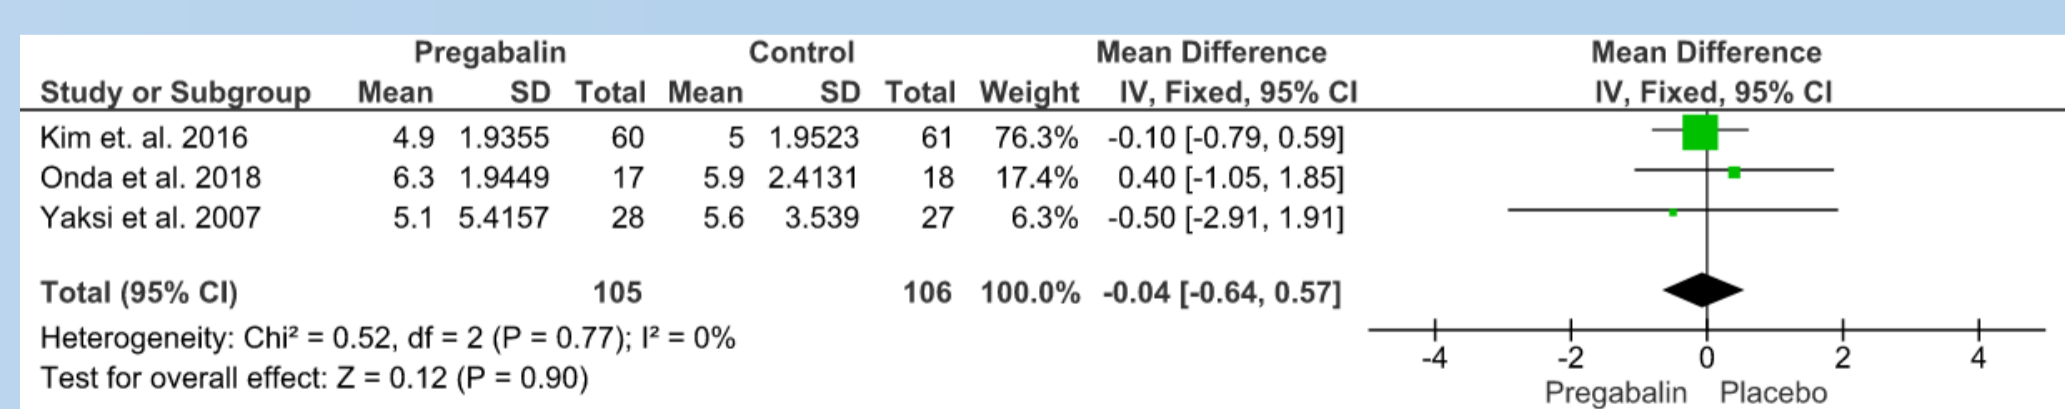 Pregabalin Control Mean Difference Mean Difference
Study or Subgroup Mean SD Total Mean SD Total Weight IV, Fixed, 95% CI IV, Fixed, 95% CI
Kim et. al. 2016 4.9 1.9355 60 5 1.9523 61 76.3% -0.10 [-0.79, 0.59]
Onda et al. 2018 6.3 1.9449 17 5.9 2.4131 18 17.4% 0.40 [-1.05, 1.85]
Yaksi et al. 2007 5.1 5.4157 28 5.6 3.539 27 6.3% -0.50 [-2.91, 1.91]
Total (95% CI) 105 106 100.0% -0.04 [-0.64, 0.57]
Heterogeneity: Chi² = 0.52, df = 2 (P = 0.77); I² = 0%
Test for overall effect: Z = 0.12 (P = 0.90)
-4 -2 0 2 4
Pregabalin Placebo